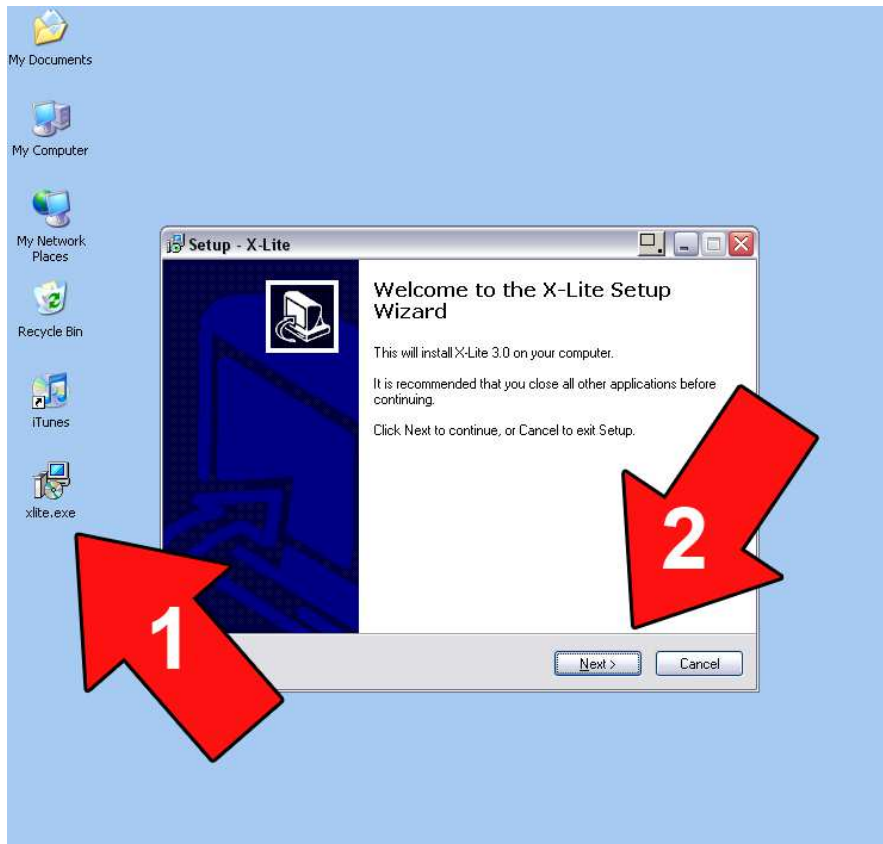 My Documents
My Computer
My Network
Places
Recycle Bin
iTunes
xlite.exe
Setup - X-Lite
Welcome to the X-Lite Setup
Wizard
This will install X-Lite 3.0 on your computer.
It is recommended that you close all other applications before
continuing.
Click Next to continue, or Cancel to exit Setup.
2
1
Next >
Cancel